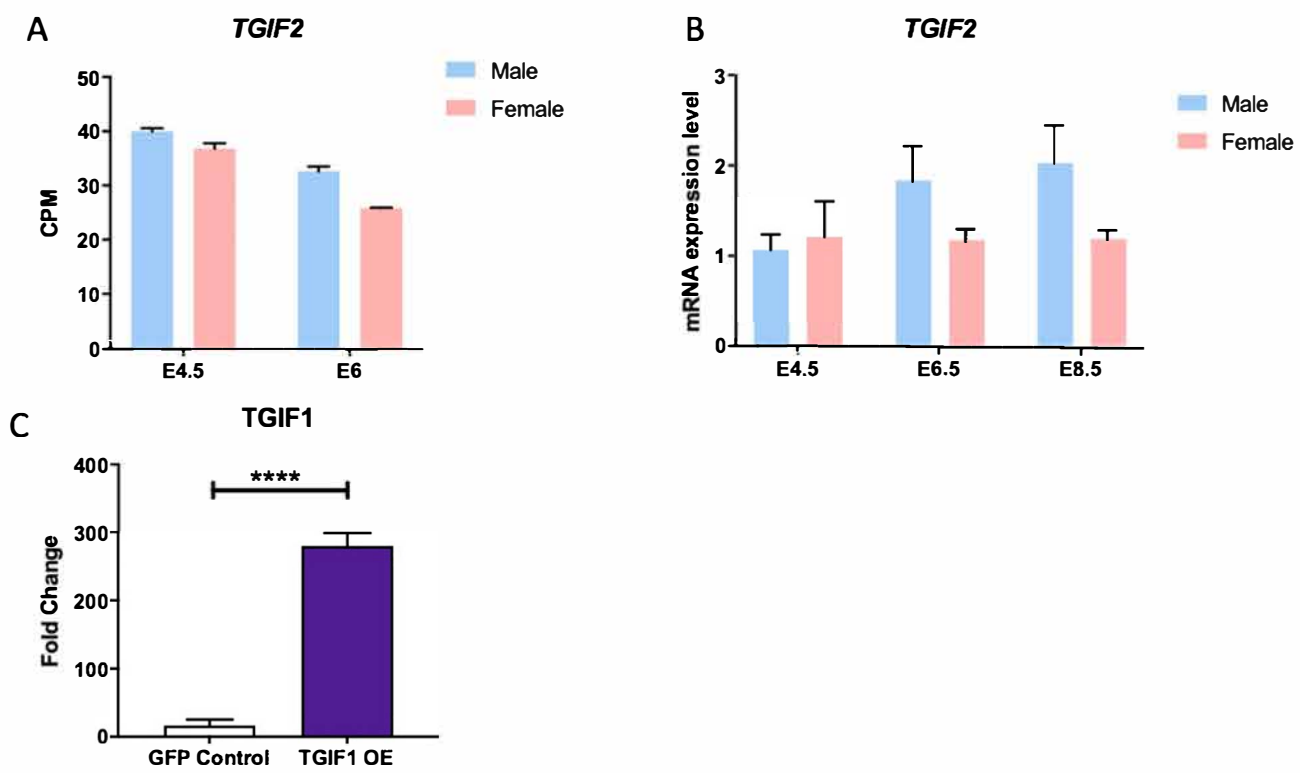 A
TGIF2
Male
Female
50
40
30
20
10
0
CPM
E4.5 E6
B
TGIF2
Male
Female
3
2
1
0
mRNA expression level
E4.5 E6.5 E8.5
C
TGIF1
400
300
200
100
0
Fold Change
****
GFP Control TGIF1 OE